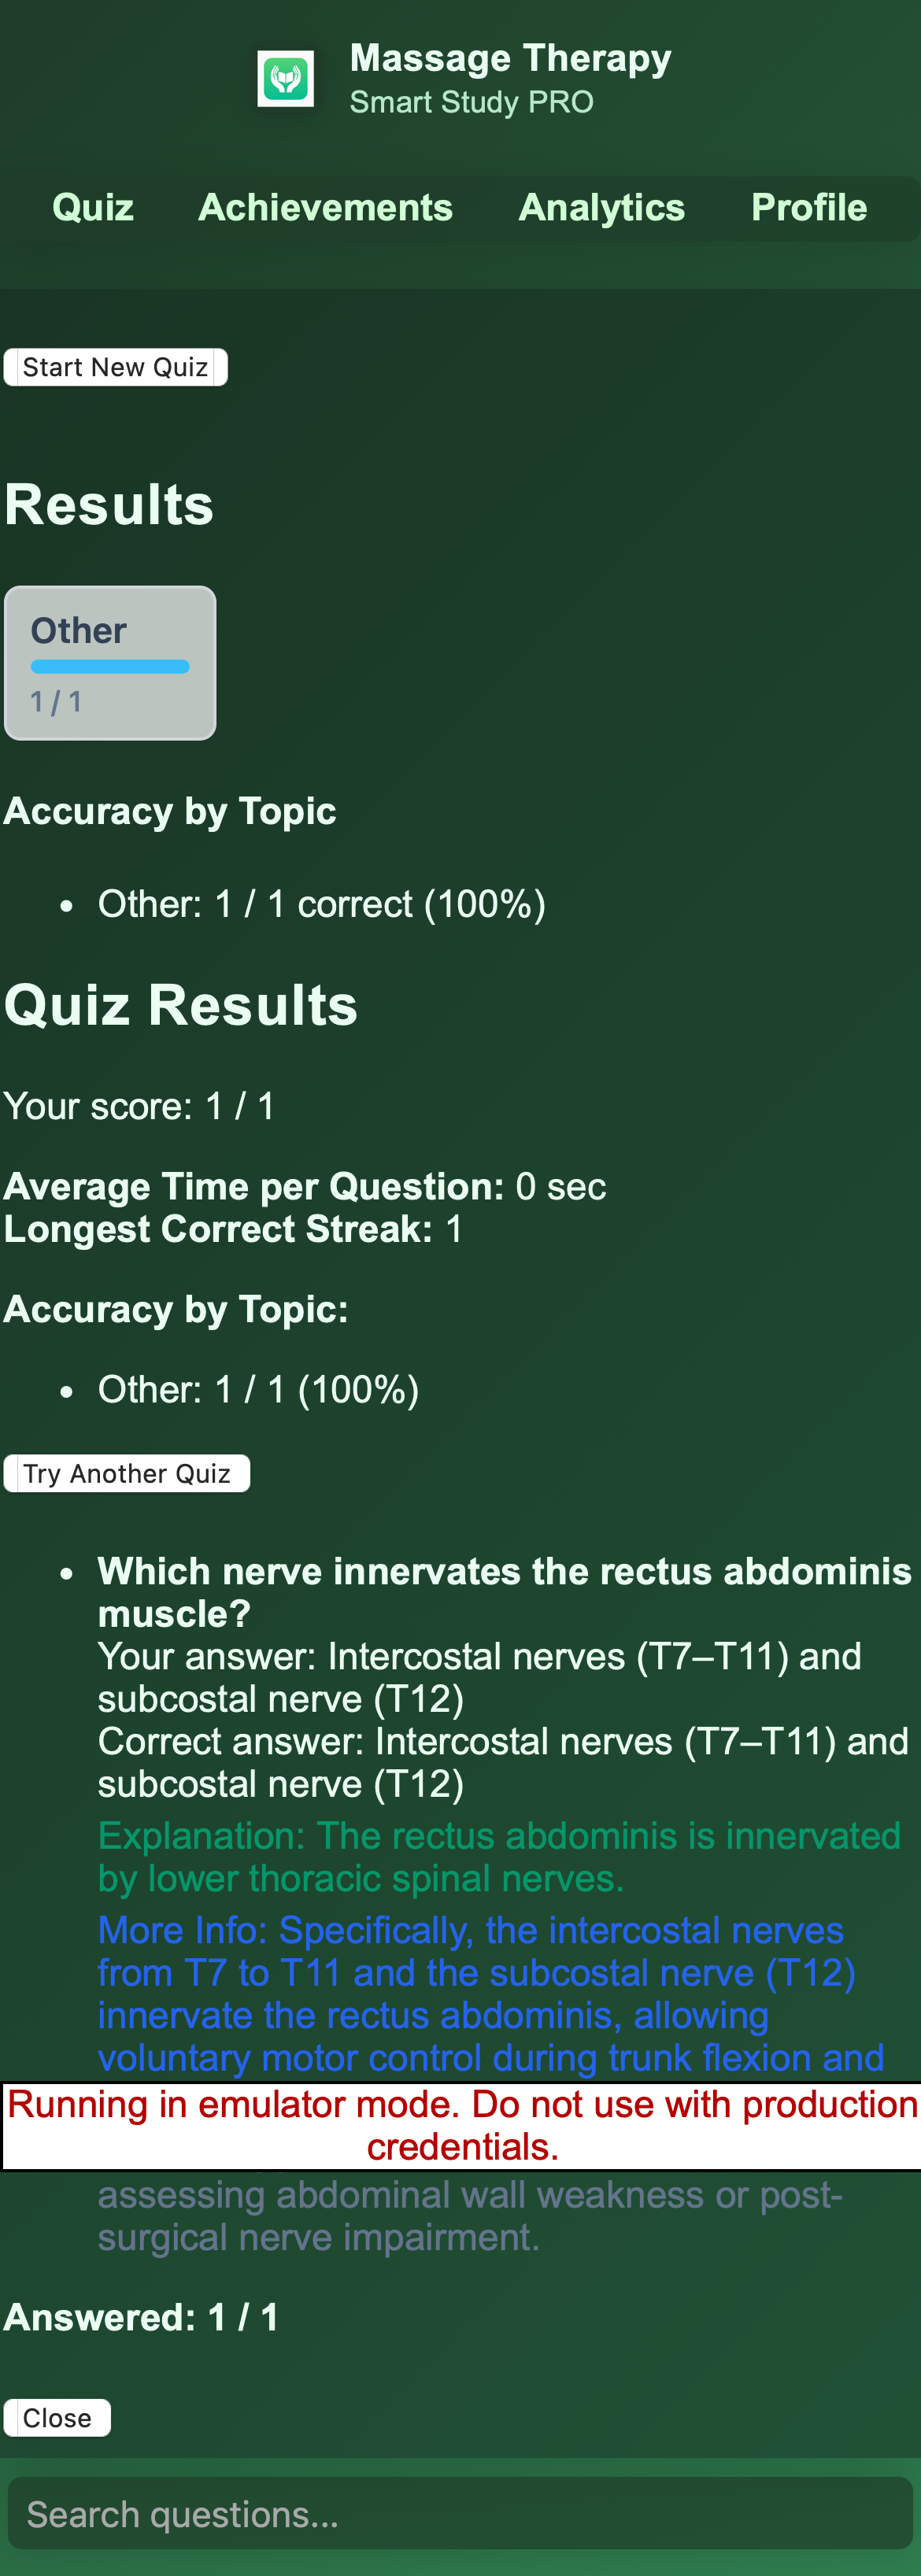 Massage Therapy
Smart Study PRO
Quiz Achievements Analytics Profile
Start New Quiz
Results
Other
1 / 1
Accuracy by Topic
• Other: 1 / 1 correct (100%)
Quiz Results
Your score: 1 / 1
Average Time per Question: 0 sec
Longest Correct Streak: 1
Accuracy by Topic:
• Other: 1 / 1 (100%)
Try Another Quiz
• Which nerve innervates the rectus abdominis
muscle?
Your answer: Intercostal nerves (T7–T11) and
subcostal nerve (T12)
Correct answer: Intercostal nerves (T7–T11) and
subcostal nerve (T12)
Explanation: The rectus abdominis is innervated
by lower thoracic spinal nerves.
More Info: Specifically, the intercostal nerves
from T7 to T11 and the subcostal nerve (T12)
innervate the rectus abdominis, allowing
voluntary motor control during trunk flexion and
Running in emulator mode. Do not use with production
credentials.
assessing abdominal wall weakness or post-
surgical nerve impairment.
Answered: 1 / 1
Close
Search questions...